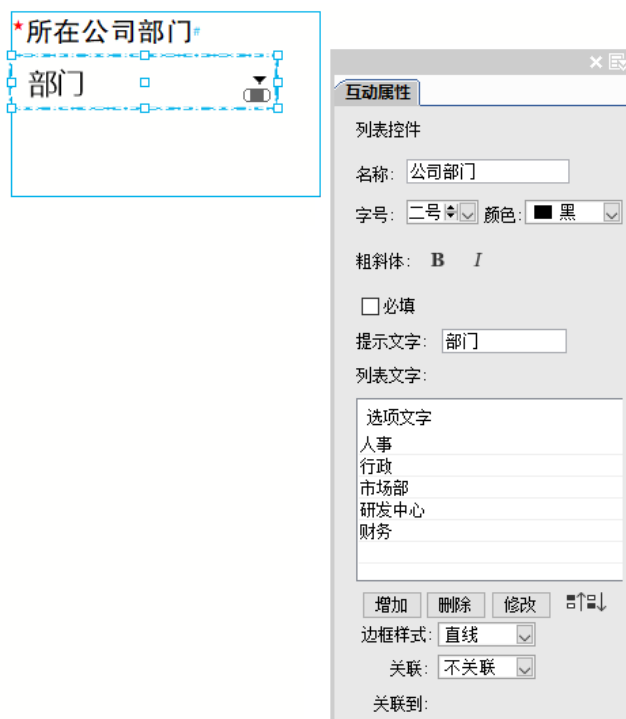 *所在公司部门#
部门
互动属性
列表控件
名称: 公司部门
字号: 二号 颜色: 黑
粗斜体: B I
必填
提示文字: 部门
列表文字:
选项文字
人事
行政
市场部
研发中心
财务
增加 删除 修改
边框样式: 直线
关联: 不关联
关联到: